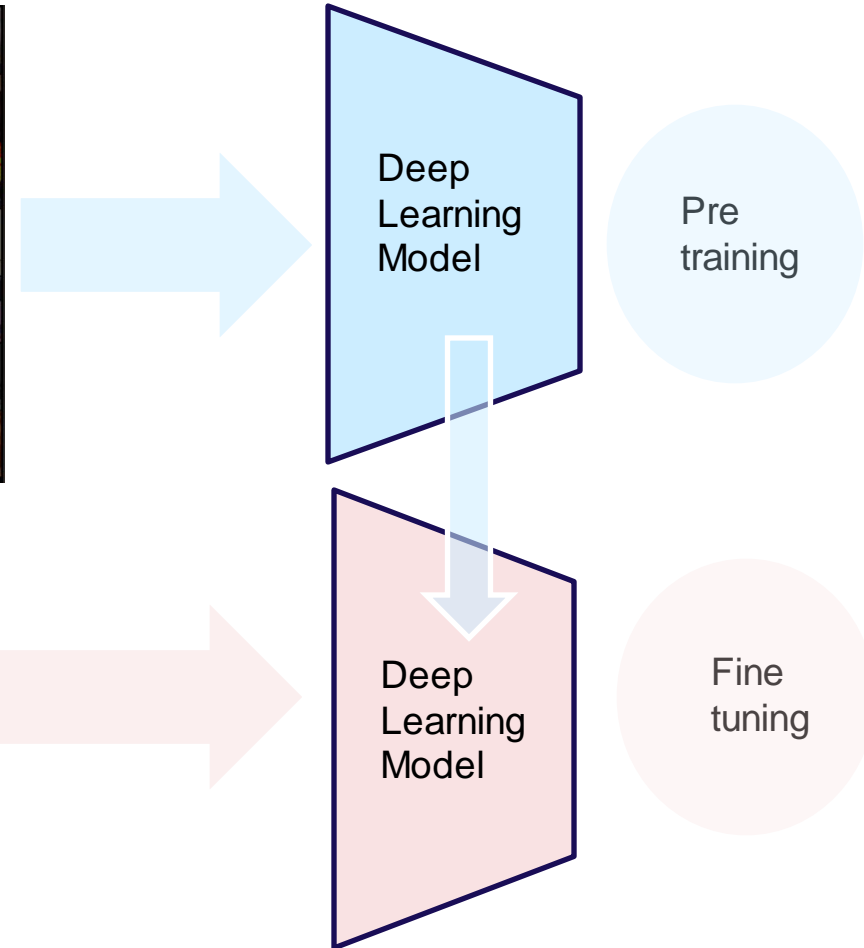 Deep
Learning
Model
Pre
training
Deep
Learning
Model
Fine
tuning